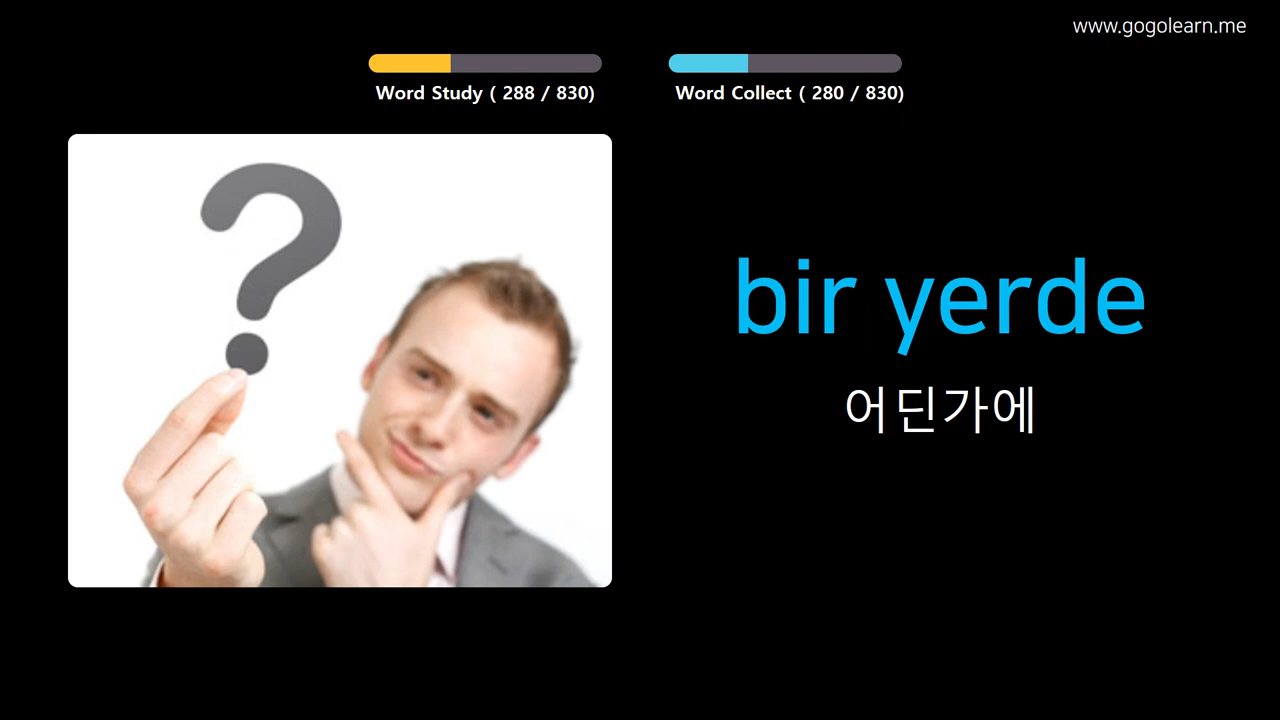 www.gogolearn.me
Word Study ( 288 / 830)
Word Collect ( 280 / 830)
?
bir yerde
어딘가에